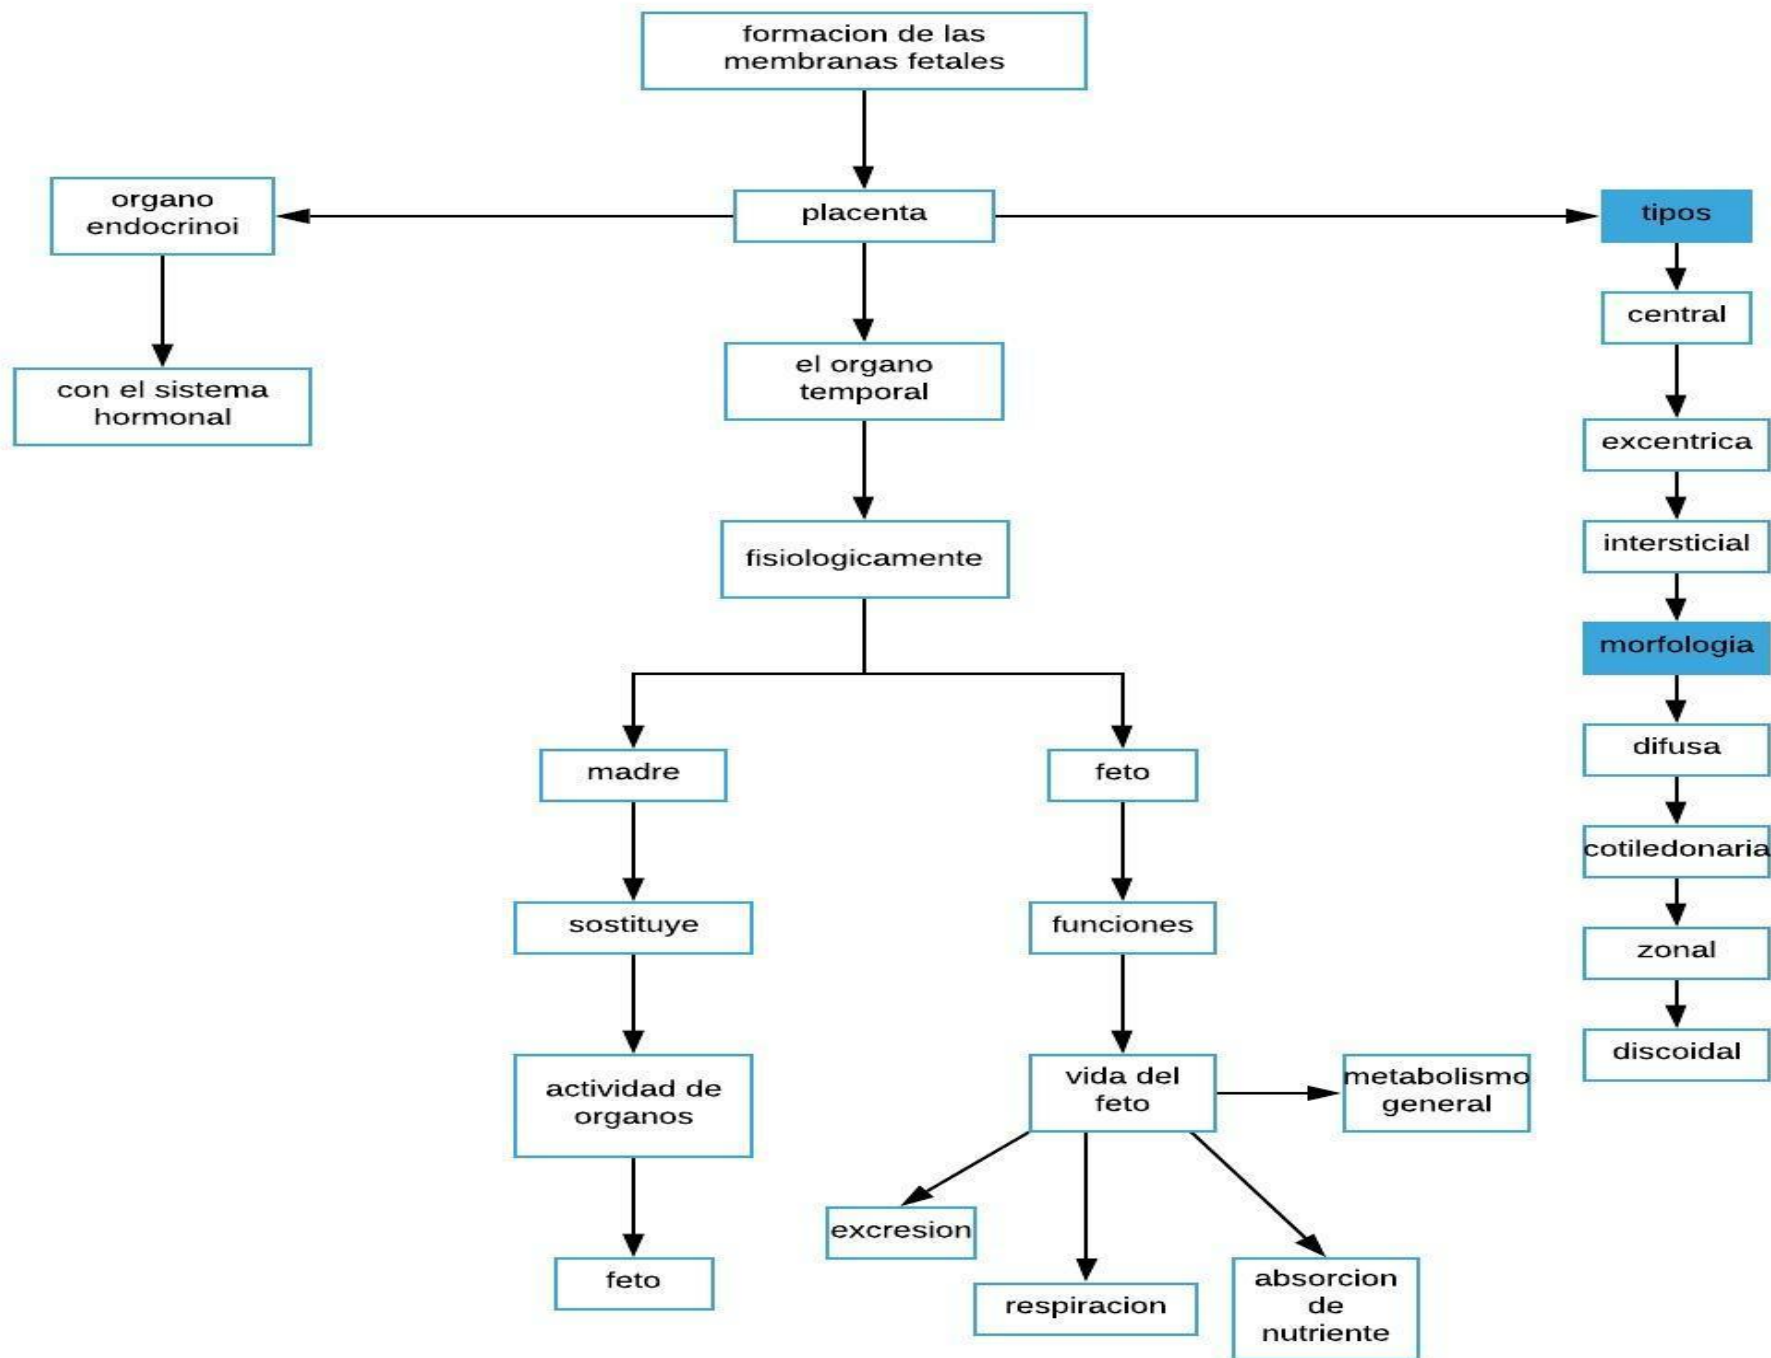 formacion de las
membranas fetales
organo
endocrinoi
placenta
tipos
central
con el sistema
hormonal
el organo
temporal
excentrica
fisiologicamente
intersticial
morfologia
madre
feto
difusa
cotiledonaria
sostituye
funciones
zonal
actividad de
organos
vida del
feto
metabolismo
general
discoidal
excresion
feto
respiracion
absorcion
de
nutriente